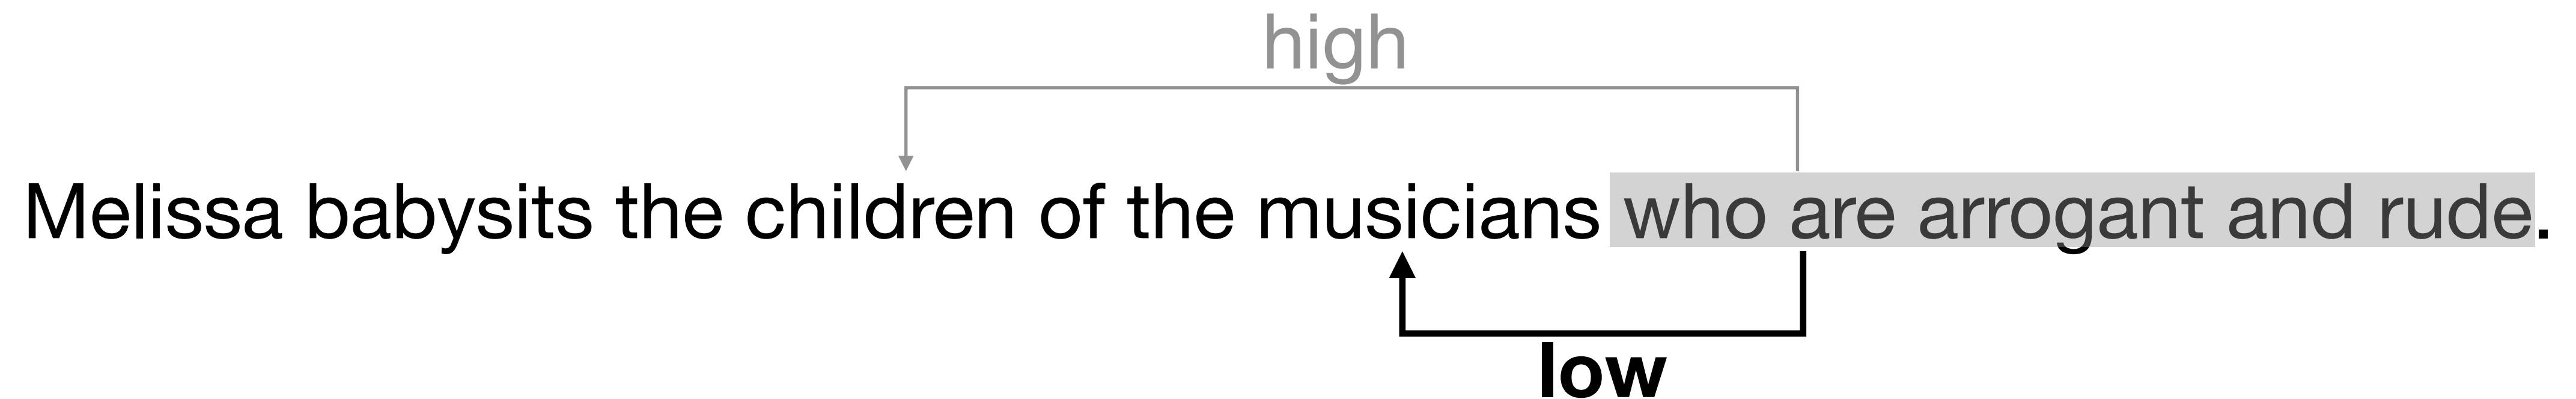 high
Melissa babysits the children of the musicians who are arrogant and rude.
low